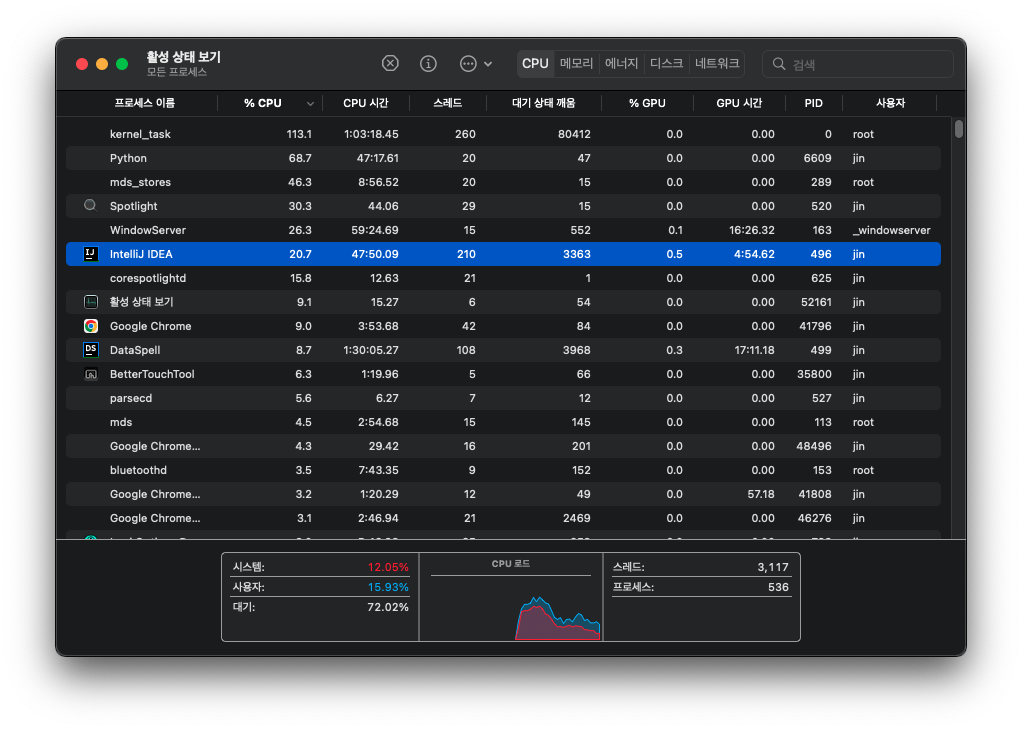 활성 상태 보기
모든 프로세스
CPU 메모리 에너지 디스크 네트워크 검색
프로세스 이름 % CPU CPU 시간 스레드 대기 상태 깨움 % GPU GPU 시간 PID 사용자
kernel_task 113.1 1:03:18.45 260 80412 0.0 0.00 0 root
Python 68.7 47:17.61 20 47 0.0 0.00 6609 jin
mds_stores 46.3 8:56.52 20 15 0.0 0.00 289 root
Spotlight 30.3 44.06 29 15 0.0 0.00 520 jin
WindowServer 26.3 59:24.69 15 552 0.1 16:26.32 163 _windowserver
IJ IntelliJ IDEA 20.7 47:50.09 210 3363 0.5 4:54.62 496 jin
corespotlightd 15.8 12.63 21 1 0.0 0.00 625 jin
활성 상태 보기 9.1 15.27 6 54 0.0 0.00 52161 jin
Google Chrome 9.0 3:53.68 42 84 0.0 0.00 41796 jin
DS DataSpell 8.7 1:30:05.27 108 3968 0.3 17:11.18 499 jin
BetterTouchTool 6.3 1:19.96 5 66 0.0 0.00 35800 jin
parsecd 5.6 6.27 7 12 0.0 0.00 527 jin
mds 4.5 2:54.68 15 145 0.0 0.00 113 root
Google Chrome... 4.3 29.42 16 201 0.0 0.00 48496 jin
bluetoothd 3.5 7:43.35 9 152 0.0 0.00 153 root
Google Chrome... 3.2 1:20.29 12 49 0.0 57.18 41808 jin
Google Chrome... 3.1 2:46.94 21 2469 0.0 0.00 46276 jin
시스템: 12.05% CPU 로드 스레드: 3,117
사용자: 15.93% 프로세스: 536
대기: 72.02%